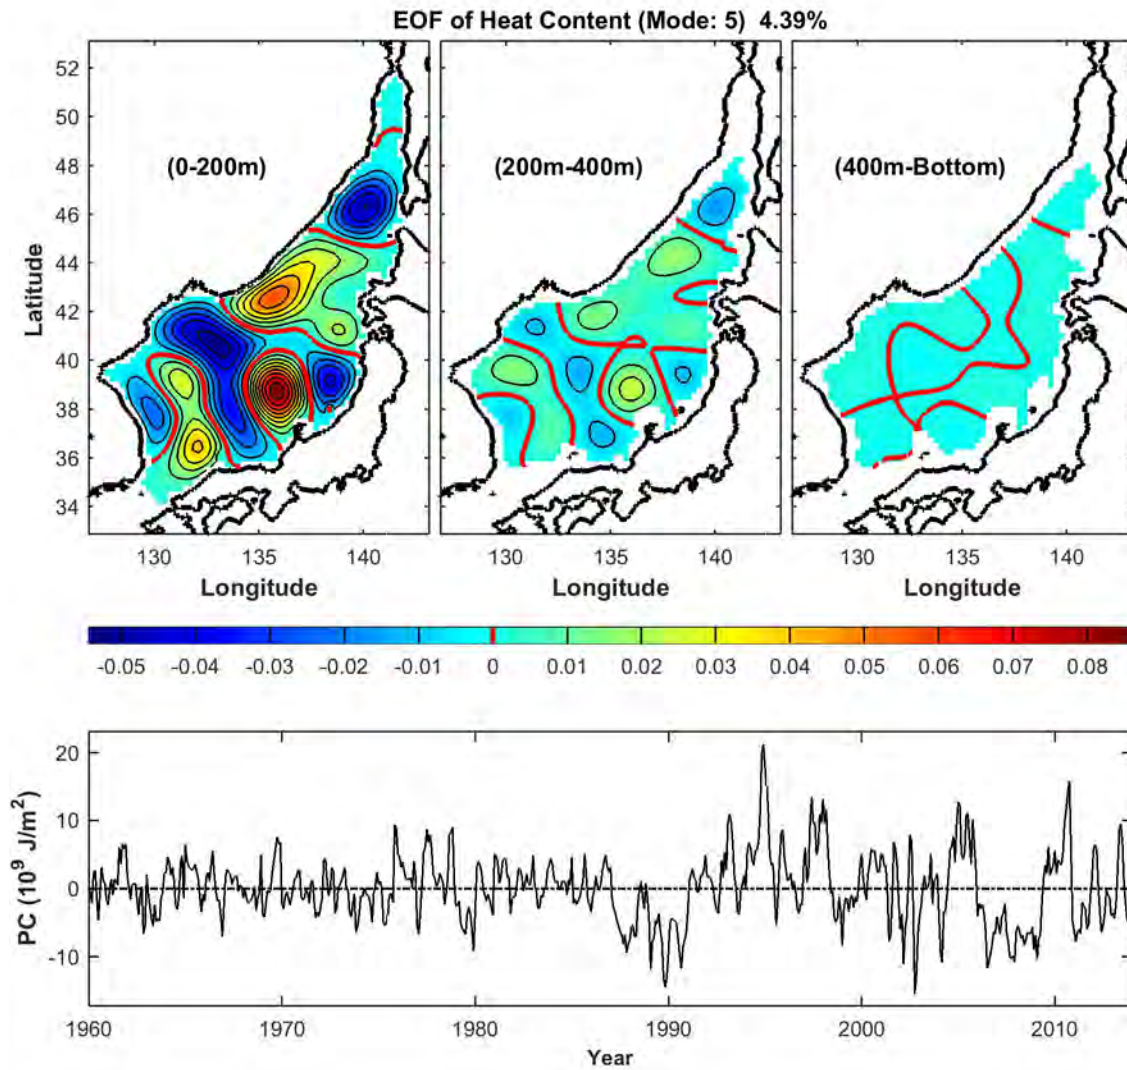 EOF of Heat Content (Mode: 5) 4.39%
52
50
48
46
44
42
40
38
36
34
Latitude
(0-200m)
(200m-400m)
(400m-Bottom)
130 135 140
130 135 140
130 135 140
Longitude Longitude Longitude
-0.05 -0.04 -0.03 -0.02 -0.01 0 0.01 0.02 0.03 0.04 0.05 0.06 0.07 0.08
20
10
0
-10
PC (10⁹ J/m²)
1960 1970 1980 1990 2000 2010
Year